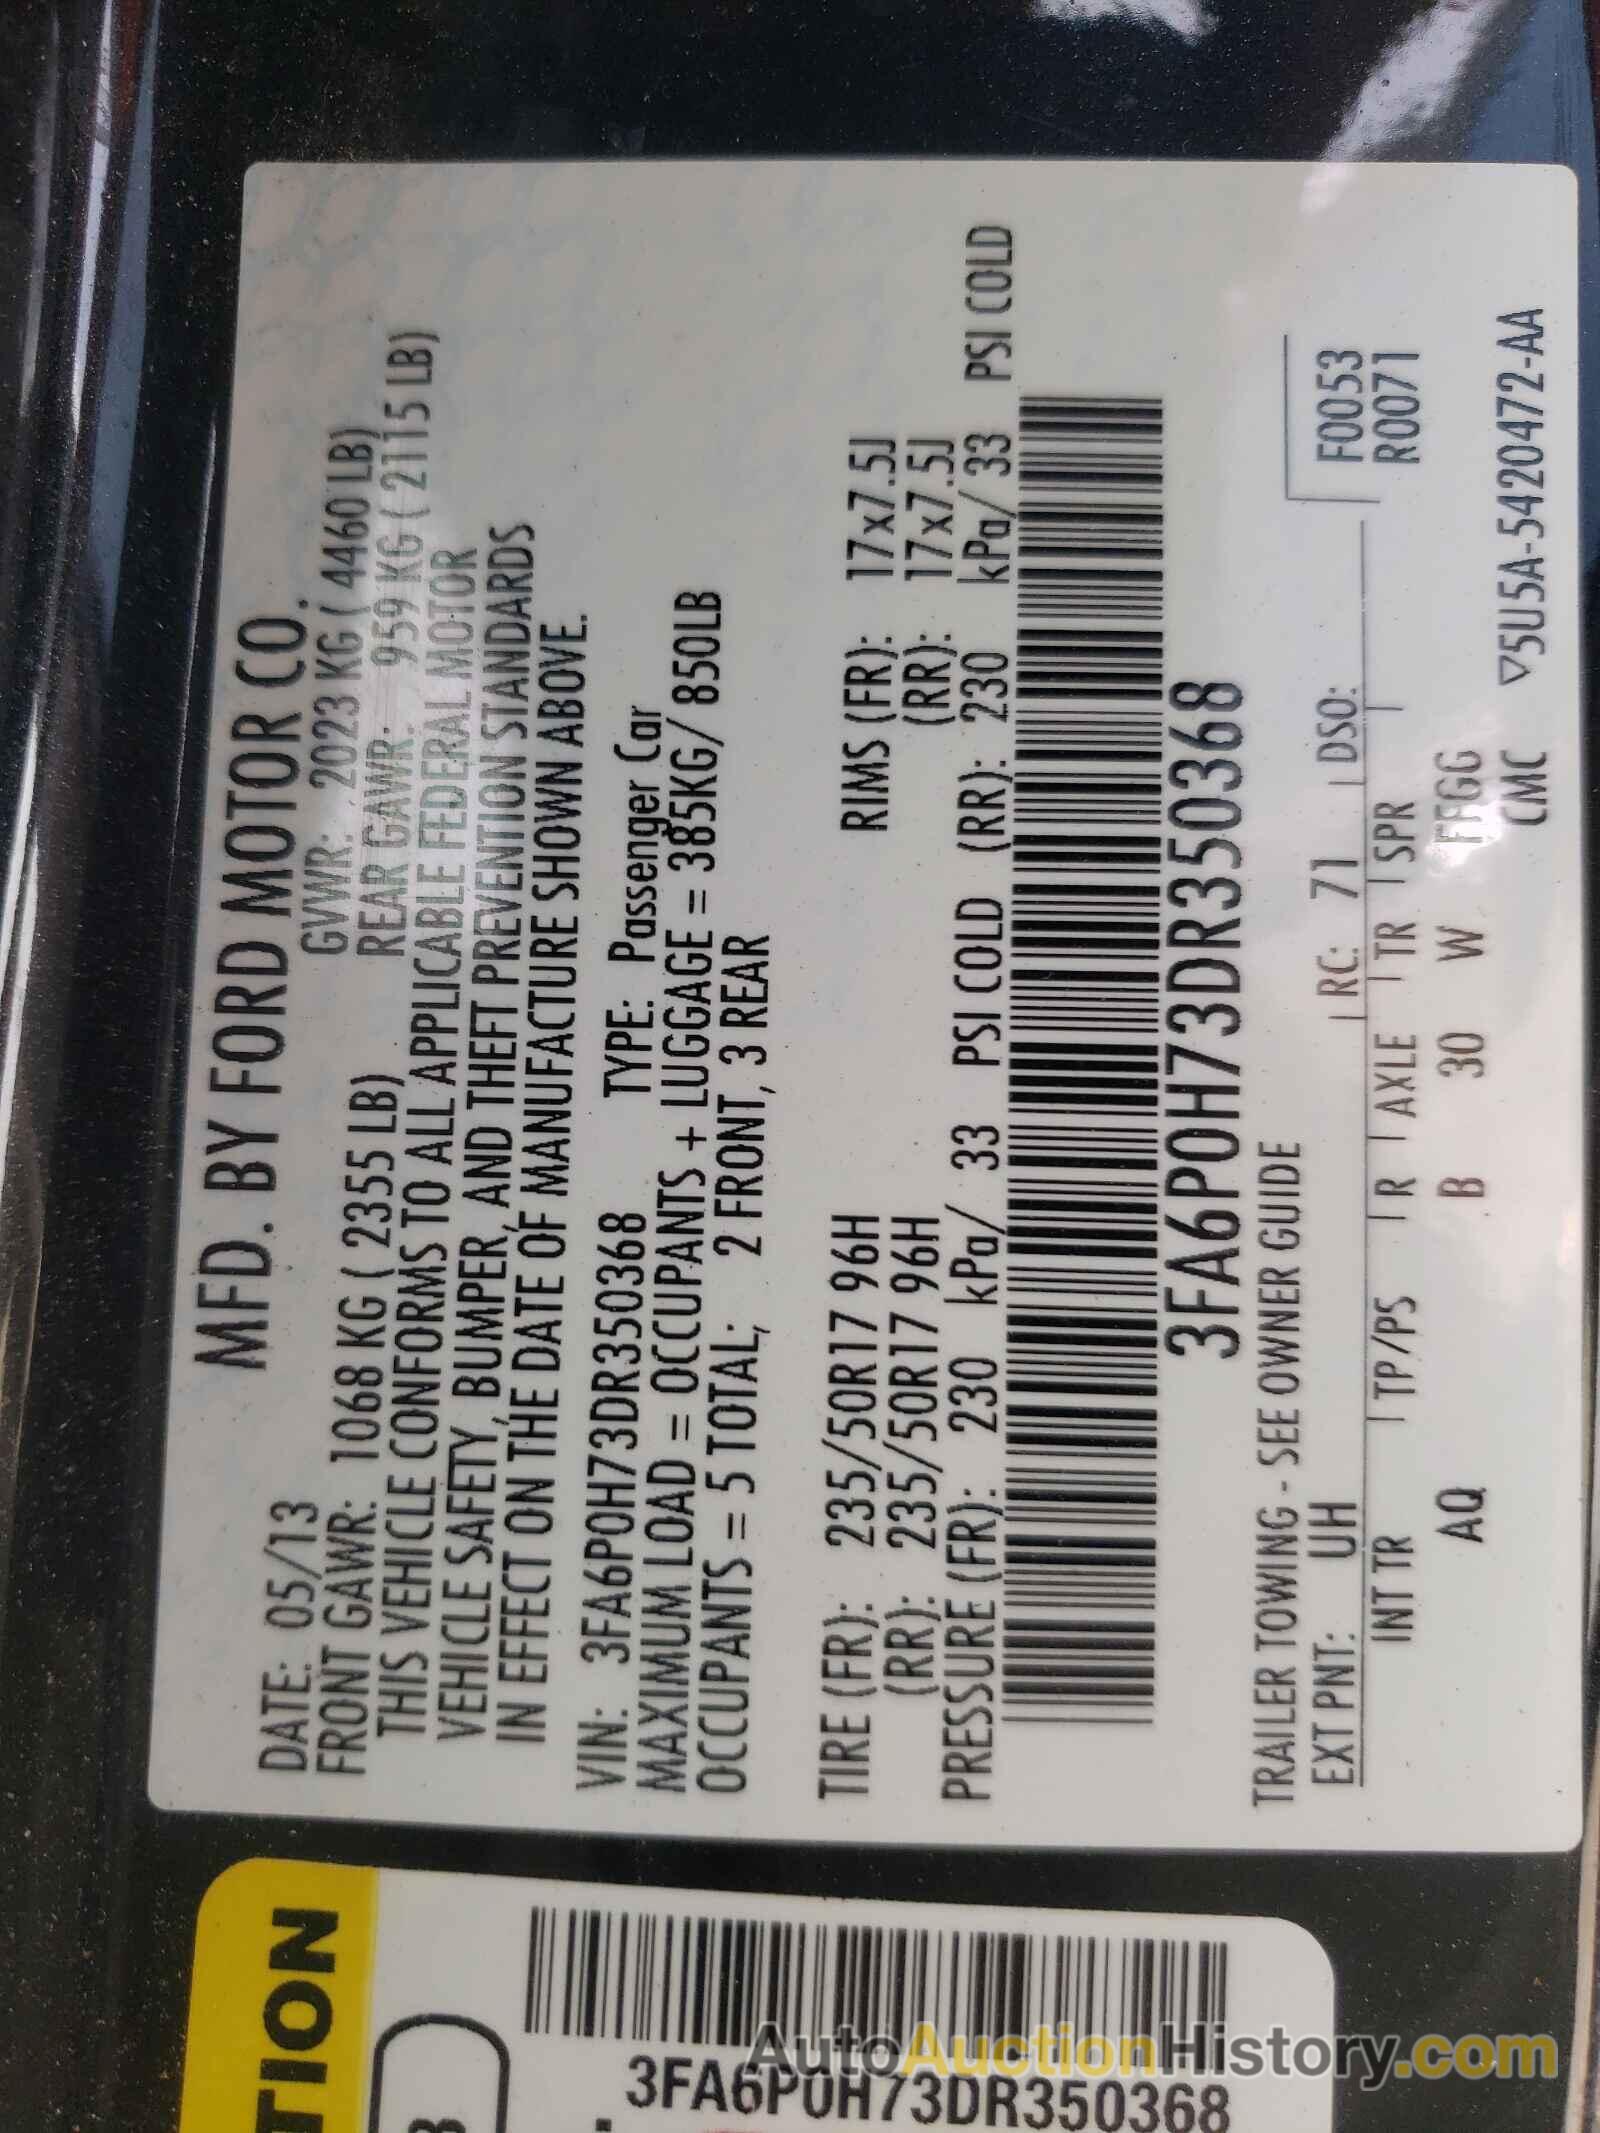 MFD. BY FORD MOTOR CO.
DATE: 05/13 GVWR: 2023 KG ( 4460 LB)
FRONT GAWR: 1068 KG ( 2355 LB) REAR GAWR: 959 KG ( 2115 LB)
THIS VEHICLE CONFORMS TO ALL APPLICABLE FEDERAL MOTOR
VEHICLE SAFETY, BUMPER, AND THEFT PREVENTION STANDARDS
IN EFFECT ON THE DATE OF MANUFACTURE SHOWN ABOVE.
VIN: 3FA6P0H73DR350368 TYPE: Passenger Car
MAXIMUM LOAD = OCCUPANTS + LUGGAGE = 385KG/ 850LB
OCCUPANTS = 5 TOTAL; 2 FRONT, 3 REAR
TIRE (FR): 235/50R17 96H RIMS (FR): 17x7.5J
(RR): 235/50R17 96H (RR): 17x7.5J
PRESSURE (FR): 230 kPa/ 33 PSI COLD (RR): 230 kPa/ 33 PSI COLD
3FA6P0H73DR350368
TRAILER TOWING - SEE OWNER GUIDE
EXT PNT: UH RC: 71 DSO: F0053
R0071
INT TR TP/PS R AXLE TR SPR
AQ B 30 W FFGG
CMC ▽5U5A-5420472-AA
TION
3FA6P0H73DR350368
AutoAuctionHistory.com